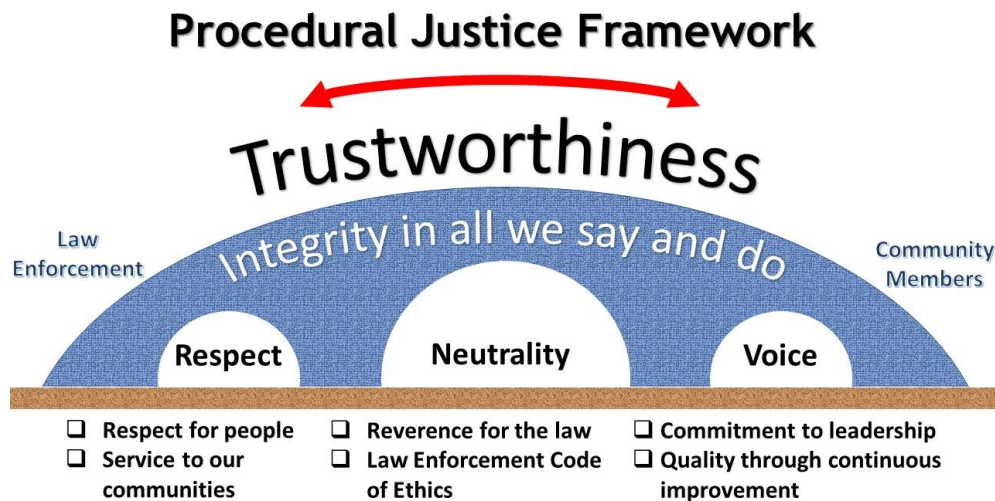 Procedural Justice Framework
Trustworthiness
Integrity in all we say and do
Law
Enforcement
Community
Members
Respect
Neutrality
Voice
❑ Respect for people
❑ Service to our
communities
❑ Reverence for the law
❑ Law Enforcement Code
of Ethics
❑ Commitment to leadership
❑ Quality through continuous
improvement